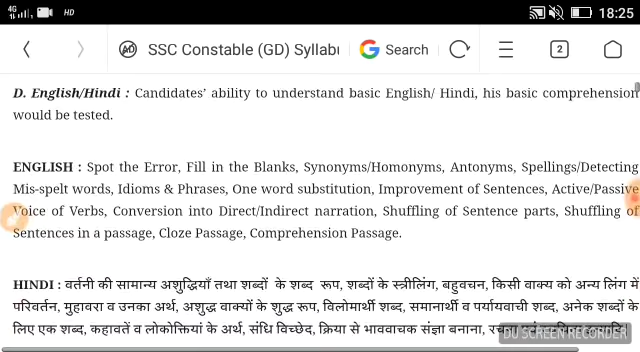 4G HD 18:25
SSC Constable (GD) Syllab Search 2
D. English/Hindi : Candidates’ ability to understand basic English/ Hindi, his basic comprehension
would be tested.
ENGLISH : Spot the Error, Fill in the Blanks, Synonyms/Homonyms, Antonyms, Spellings/Detecting
Mis-spelt words, Idioms & Phrases, One word substitution, Improvement of Sentences, Active/Passive
Voice of Verbs, Conversion into Direct/Indirect narration, Shuffling of Sentence parts, Shuffling of
Sentences in a passage, Cloze Passage, Comprehension Passage.
HINDI : वर्तनी की सामान्य अशुद्धियाँ तथा शब्दों के शब्द रूप, शब्दों के स्त्रीलिंग, बहुवचन, किसी वाक्य को अन्य लिंग में
परिवर्तन, मुहावरा व उनका अर्थ, अशुद्ध वाक्यों के शुद्ध रूप, विलोमार्थी शब्द, समानार्थी व पर्यायवाची शब्द, अनेक शब्दों के
लिए एक शब्द, कहावतें व लोकोक्तियां के अर्थ, संधि विच्छेद, क्रिया से भाववाचक संज्ञा बनाना,
DU SCREEN RECORDER